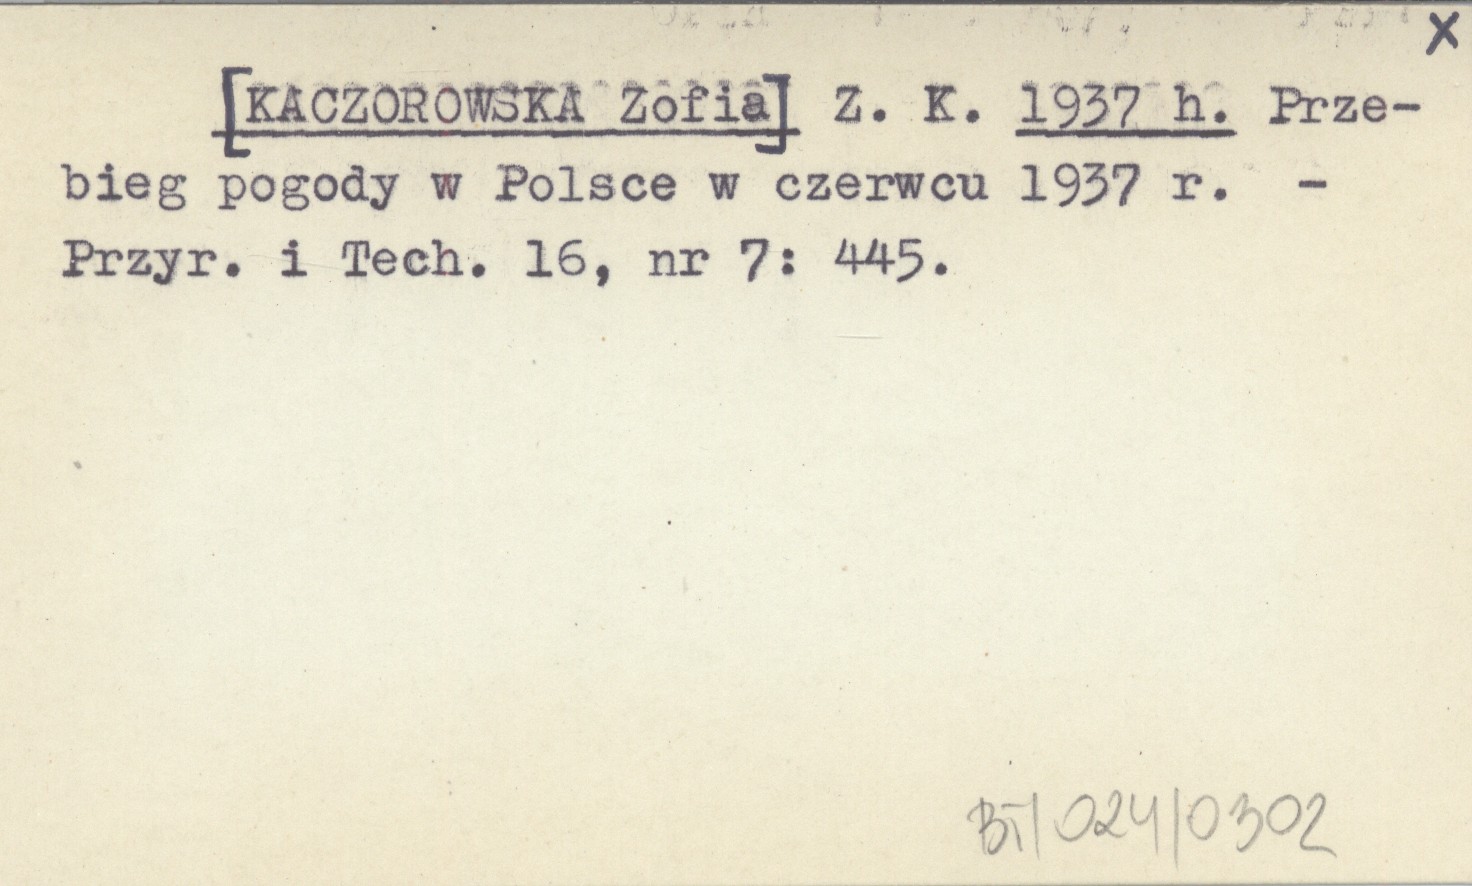 X
[KACZOROWSKA Zofia] Z. K. 1937 h. Prze-
bieg pogody w Polsce w czerwcu 1937 r. -
Przyr. i Tech. 16, nr 7: 445.
BT/024/0302